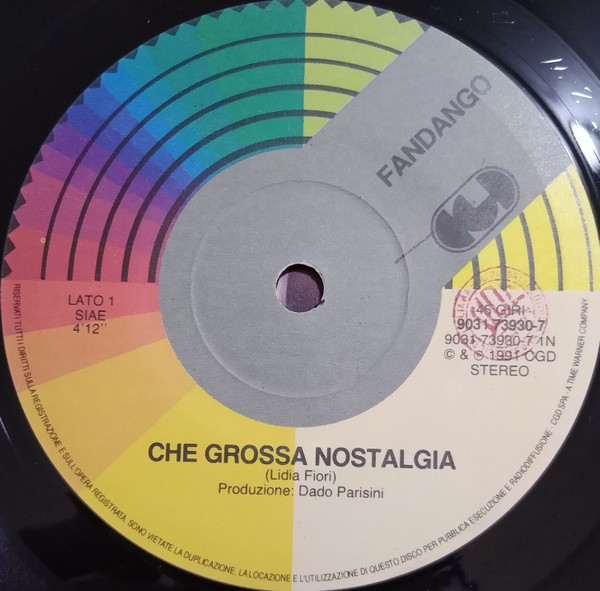 FANDANGO
CGD
LATO 1
SIAE
4'12"
45 GIRI
9031 73930-7
9031 73930-7 1N
© & ℗ 1991 CGD
STEREO
CHE GROSSA NOSTALGIA
(Lidia Fiori)
Produzione: Dado Parisini
RISERVATI TUTTI I DIRITTI SULLA REGISTRAZIONE E SULL'OPERA REGISTRATA. SONO VIETATE LA DUPLICAZIONE, LA LOCAZIONE E L'UTILIZZAZIONE DI QUESTO DISCO PER PUBBLICA ESECUZIONE E RADIODIFFUSIONE · CGD SPA · A TIME WARNER COMPANY